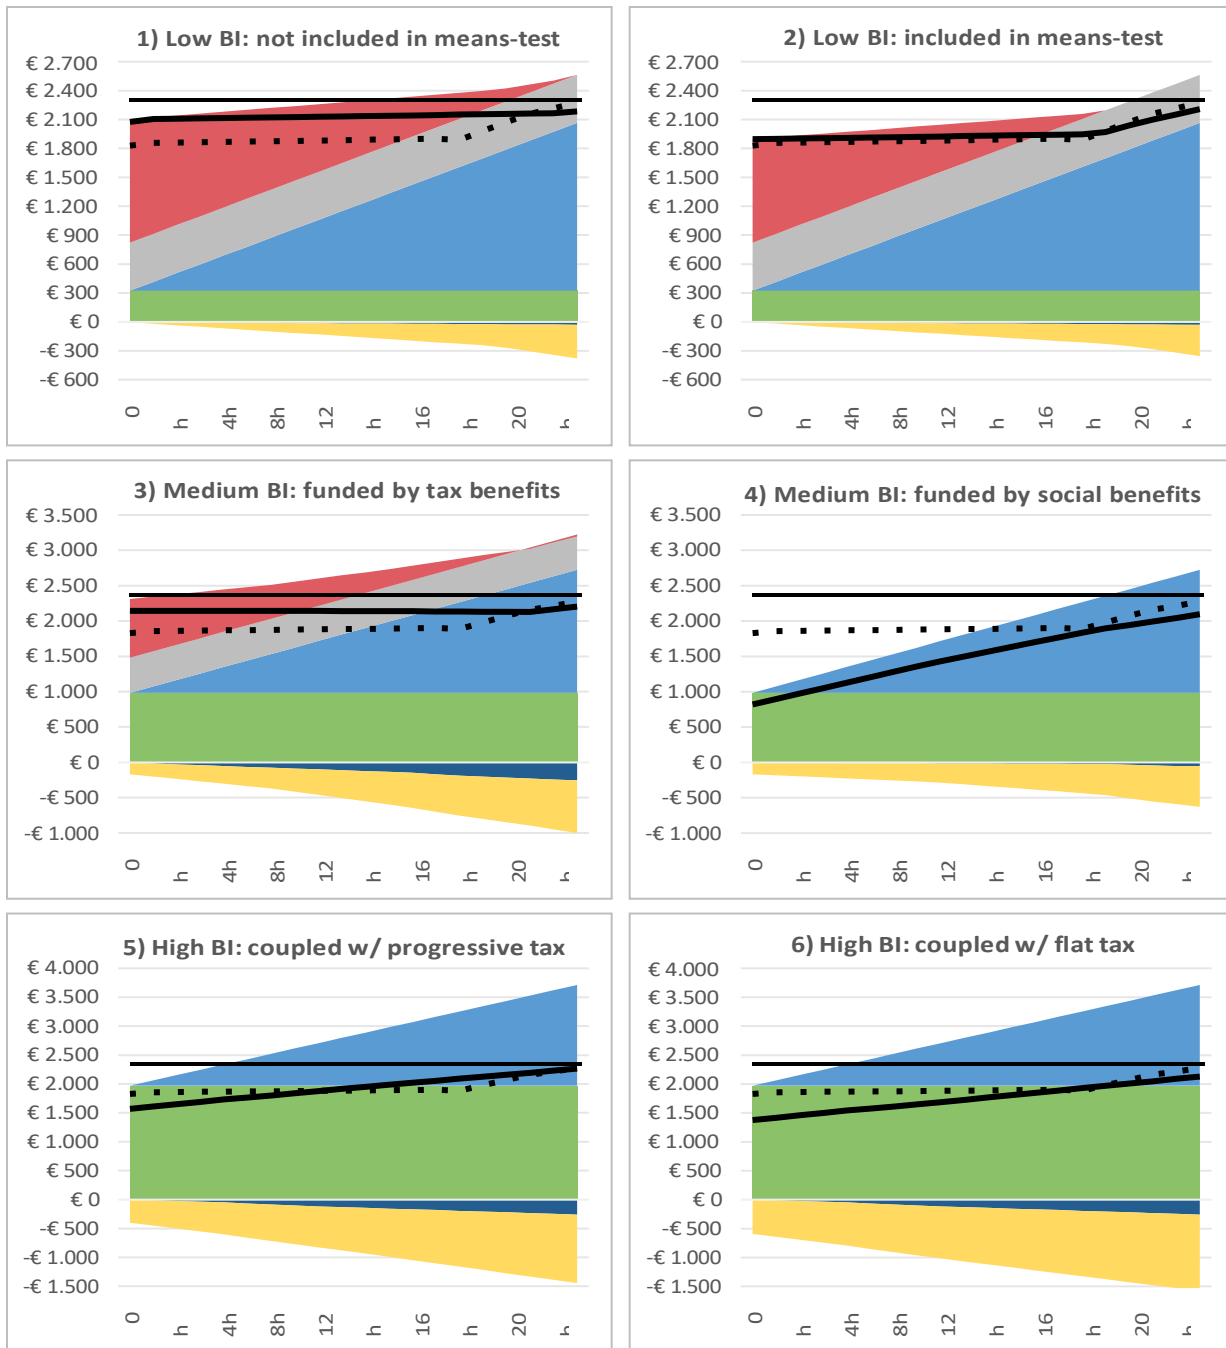 1) Low BI: not included in means-test
€ 2.700
€ 2.400
€ 2.100
€ 1.800
€ 1.500
€ 1.200
€ 900
€ 600
€ 300
€ 0
-€ 300
-€ 600
0
h
4h
8h
12
h
16
h
20
h
2) Low BI: included in means-test
€ 2.700
€ 2.400
€ 2.100
€ 1.800
€ 1.500
€ 1.200
€ 900
€ 600
€ 300
€ 0
-€ 300
-€ 600
0
h
4h
8h
12
h
16
h
20
h
3) Medium BI: funded by tax benefits
€ 3.500
€ 3.000
€ 2.500
€ 2.000
€ 1.500
€ 1.000
€ 500
€ 0
-€ 500
-€ 1.000
0
h
4h
8h
12
h
16
h
20
h
4) Medium BI: funded by social benefits
€ 3.500
€ 3.000
€ 2.500
€ 2.000
€ 1.500
€ 1.000
€ 500
€ 0
-€ 500
-€ 1.000
0
h
4h
8h
12
h
16
h
20
h
5) High BI: coupled w/ progressive tax
€ 4.000
€ 3.500
€ 3.000
€ 2.500
€ 2.000
€ 1.500
€ 1.000
€ 500
€ 0
-€ 500
-€ 1.000
-€ 1.500
0
h
4h
8h
12
h
16
h
20
h
6) High BI: coupled w/ flat tax
€ 4.000
€ 3.500
€ 3.000
€ 2.500
€ 2.000
€ 1.500
€ 1.000
€ 500
€ 0
-€ 500
-€ 1.000
-€ 1.500
0
h
4h
8h
12
h
16
h
20
h